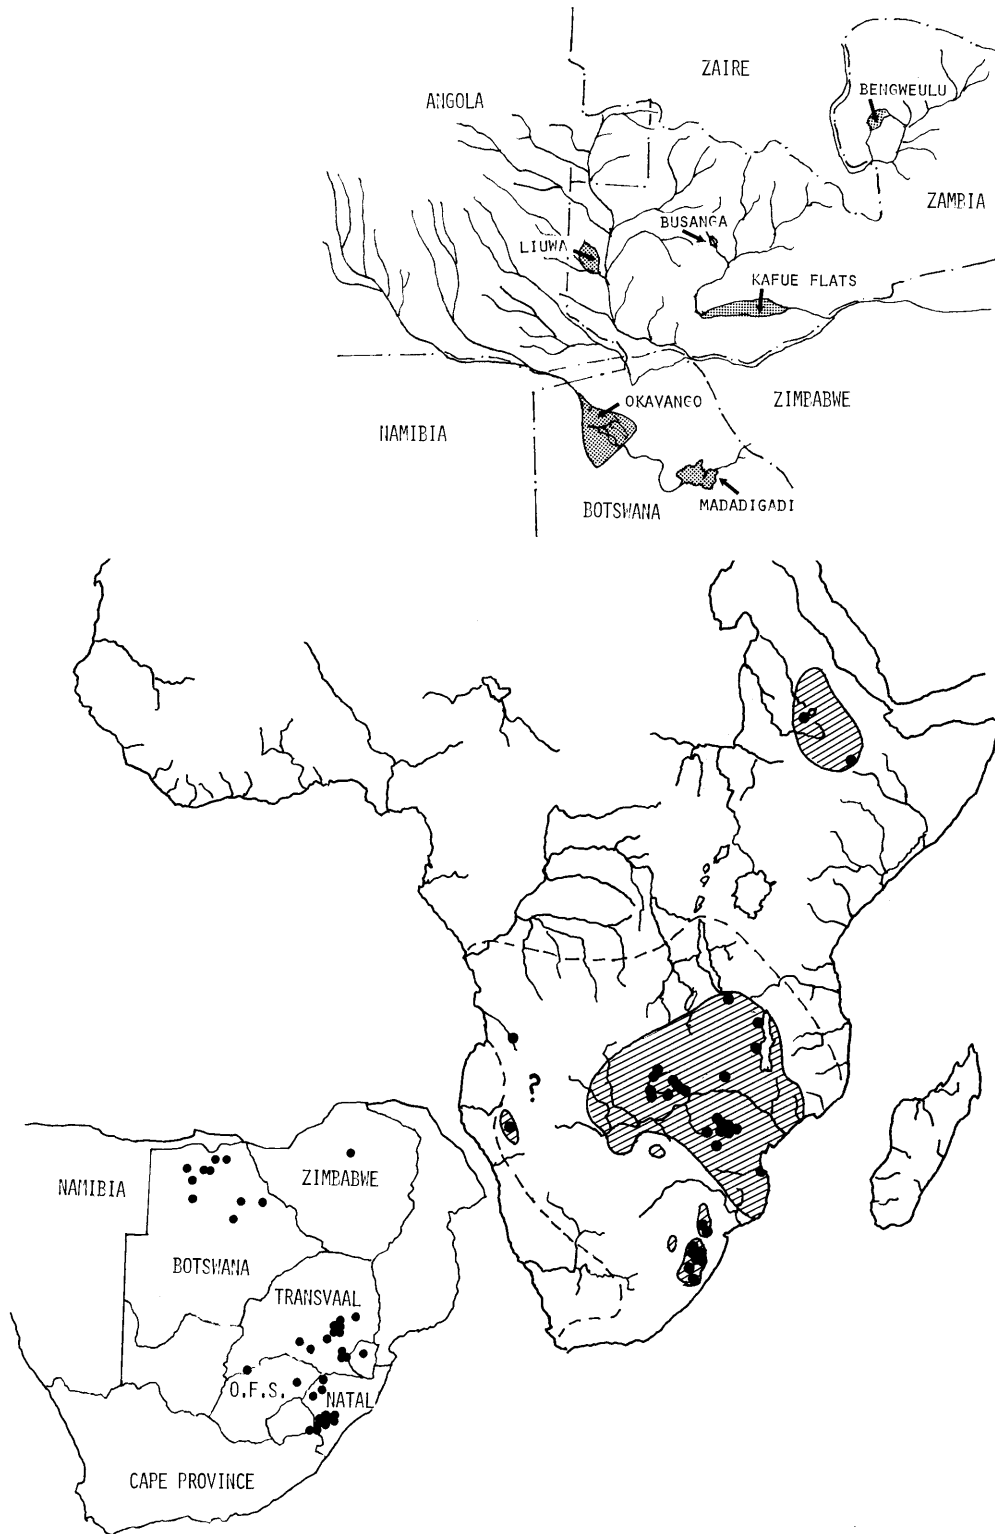 ZAIRE
ANGOLA
BENGWEULU
ZAMBIA
BUSANGA
LIUWA
KAFUE FLATS
OKAVANGO
ZIMBABWE
NAMIBIA
BOTSWANA
MADADIGADI
?
NAMIBIA
ZIMBABWE
BOTSWANA
TRANSVAAL
O.F.S.
NATAL
CAPE PROVINCE